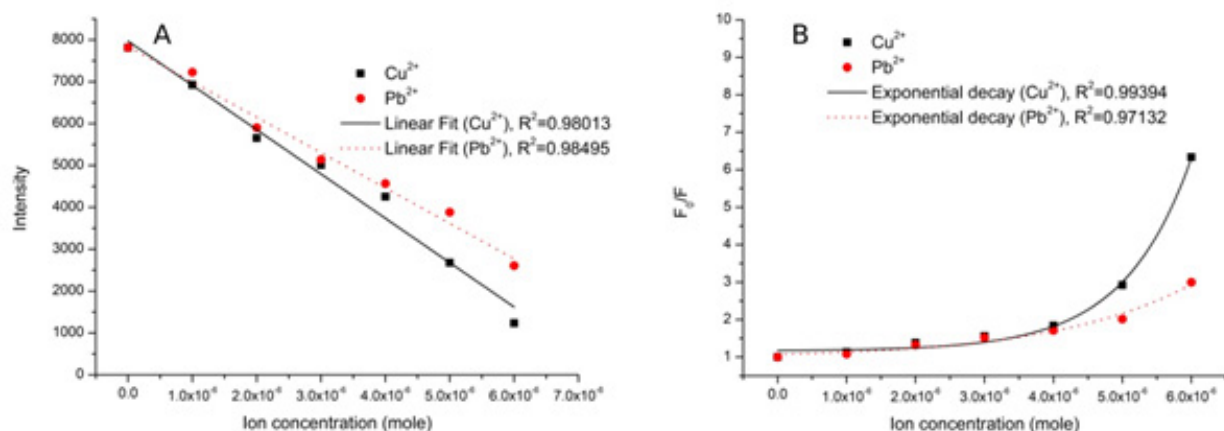 A
8000
7000
6000
5000
4000
3000
2000
1000
0
Intensity
Cu²⁺
Pb²⁺
Linear Fit (Cu²⁺), R²=0.98013
Linear Fit (Pb²⁺), R²=0.98495
0.0 1.0x10⁻⁶ 2.0x10⁻⁶ 3.0x10⁻⁶ 4.0x10⁻⁶ 5.0x10⁻⁶ 6.0x10⁻⁶ 7.0x10⁻⁶
Ion concentration (mole)
B
10
9
8
7
6
5
4
3
2
1
F₀/F
Cu²⁺
Pb²⁺
Exponential decay (Cu²⁺), R²=0.99394
Exponential decay (Pb²⁺), R²=0.97132
0.0 1.0x10⁻⁶ 2.0x10⁻⁶ 3.0x10⁻⁶ 4.0x10⁻⁶ 5.0x10⁻⁶ 6.0x10⁻⁶
Ion concentration (mole)